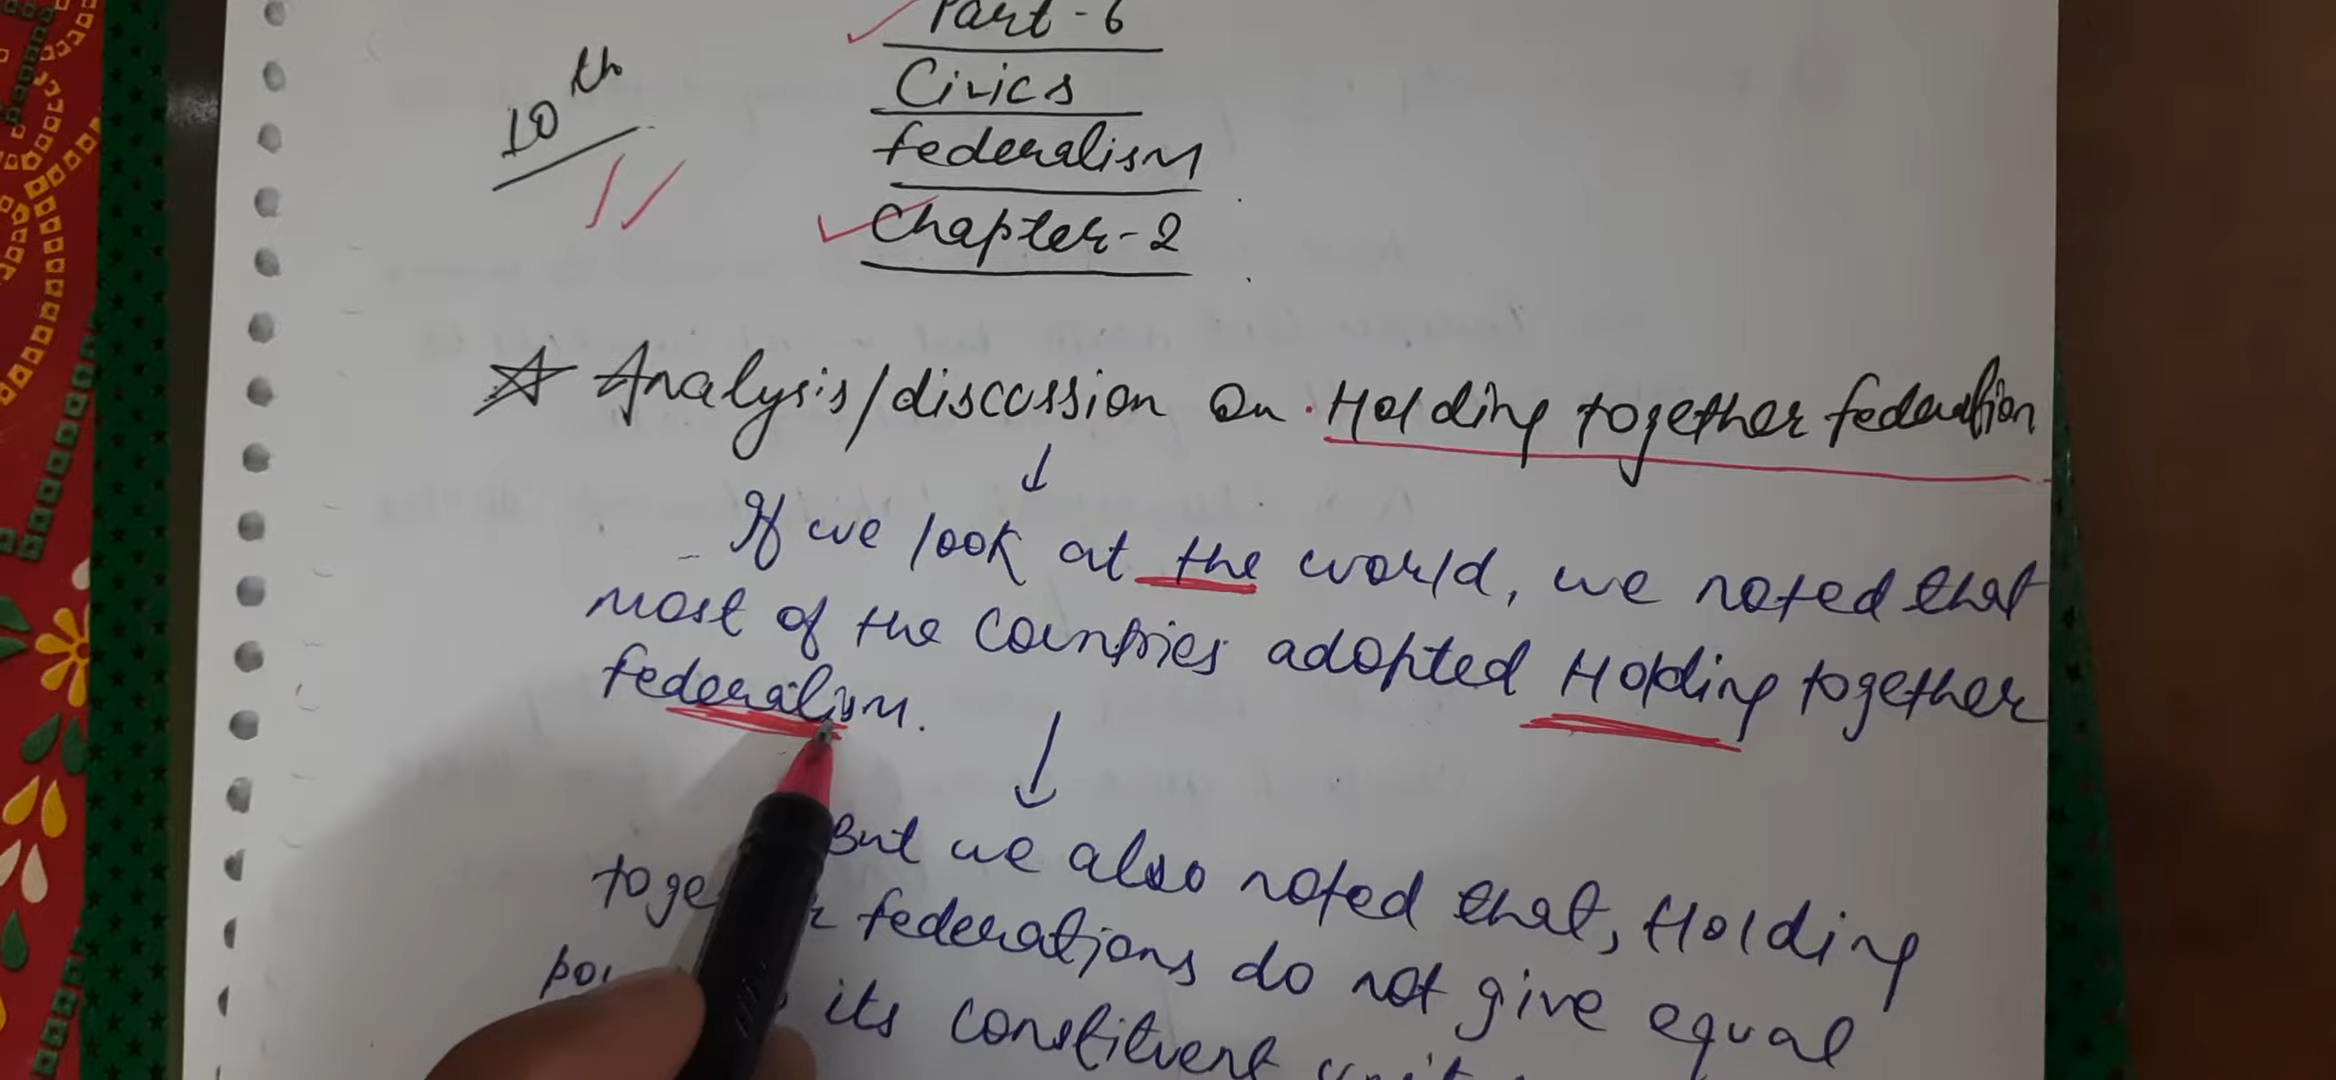 Part-6
10th
Civics
federalism
Chapter-2
Analysis/discussion on Holding together federation
If we look at the world, we noted that
most of the countries adopted Holding together
federalism.
But we also noted that, Holding
federations do not give equal
its constituent